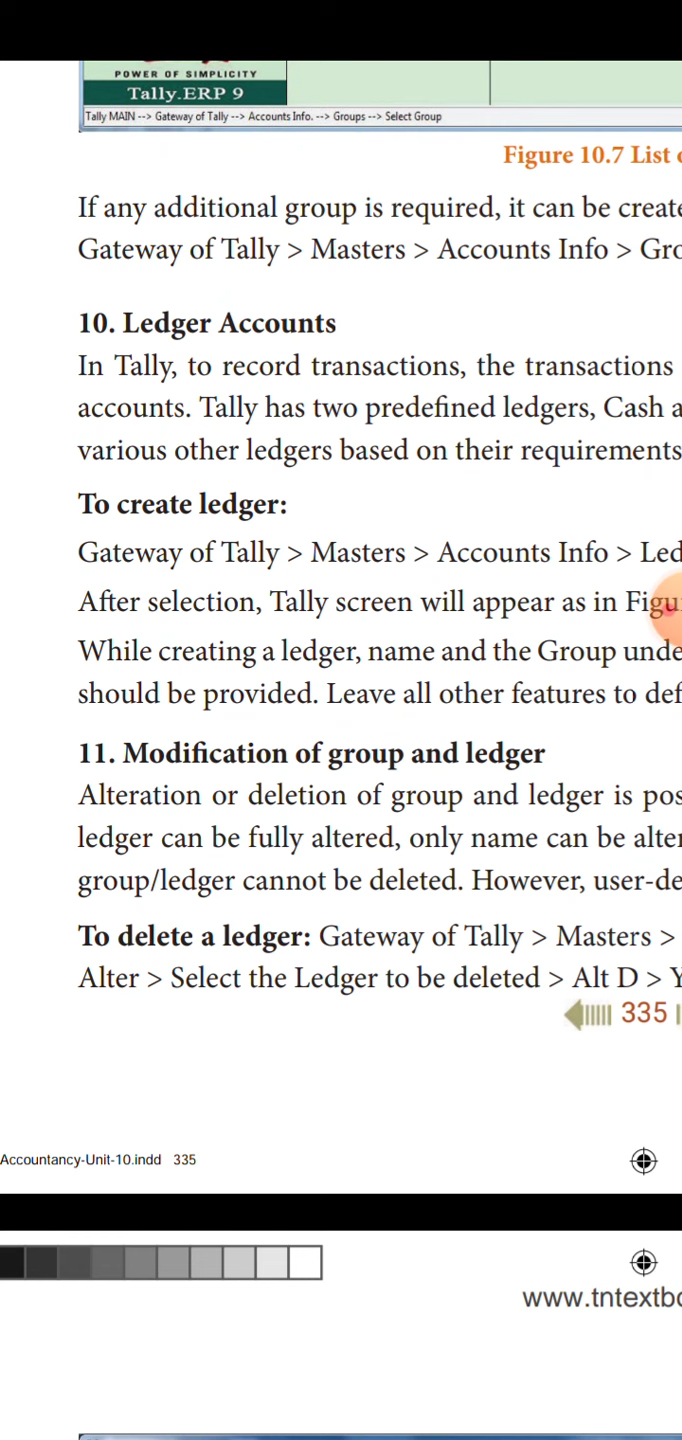 POWER OF SIMPLICITY
Tally.ERP 9
Tally MAIN --> Gateway of Tally --> Accounts Info. --> Groups --> Select Group
Figure 10.7 List
If any additional group is required, it can be create
Gateway of Tally > Masters > Accounts Info > Gro
10. Ledger Accounts
In Tally, to record transactions, the transactions
accounts. Tally has two predefined ledgers, Cash a
various other ledgers based on their requirements
To create ledger:
Gateway of Tally > Masters > Accounts Info > Led
After selection, Tally screen will appear as in Figu
While creating a ledger, name and the Group unde
should be provided. Leave all other features to def
11. Modification of group and ledger
Alteration or deletion of group and ledger is pos
ledger can be fully altered, only name can be alter
group/ledger cannot be deleted. However, user-de
To delete a ledger: Gateway of Tally > Masters >
Alter > Select the Ledger to be deleted > Alt D > Y
335
Accountancy-Unit-10.indd 335
www.tntextbo